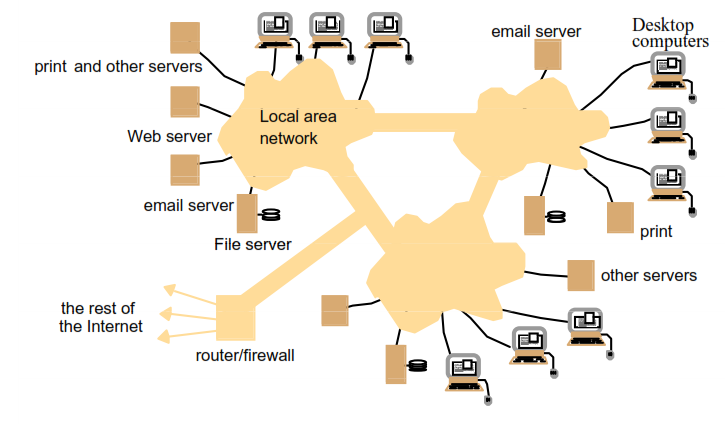 email server
Desktop
computers
print and other servers
Local area
network
Web server
email server
print
File server
other servers
the rest of
the Internet
router/firewall